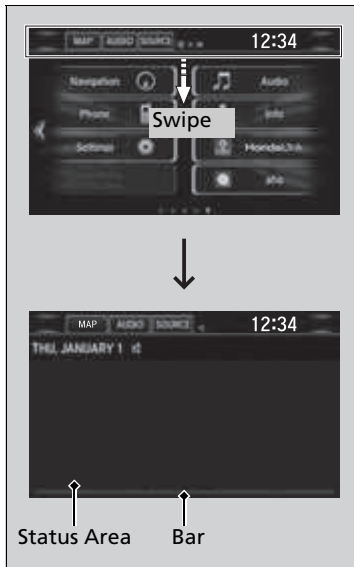 MAP AUDIO SOURCE 12:34
Navigation Audio
Phone Info
Swipe
Settings HondaLink
aha
MAP AUDIO SOURCE 12:34
THU, JANUARY 1
Status Area Bar